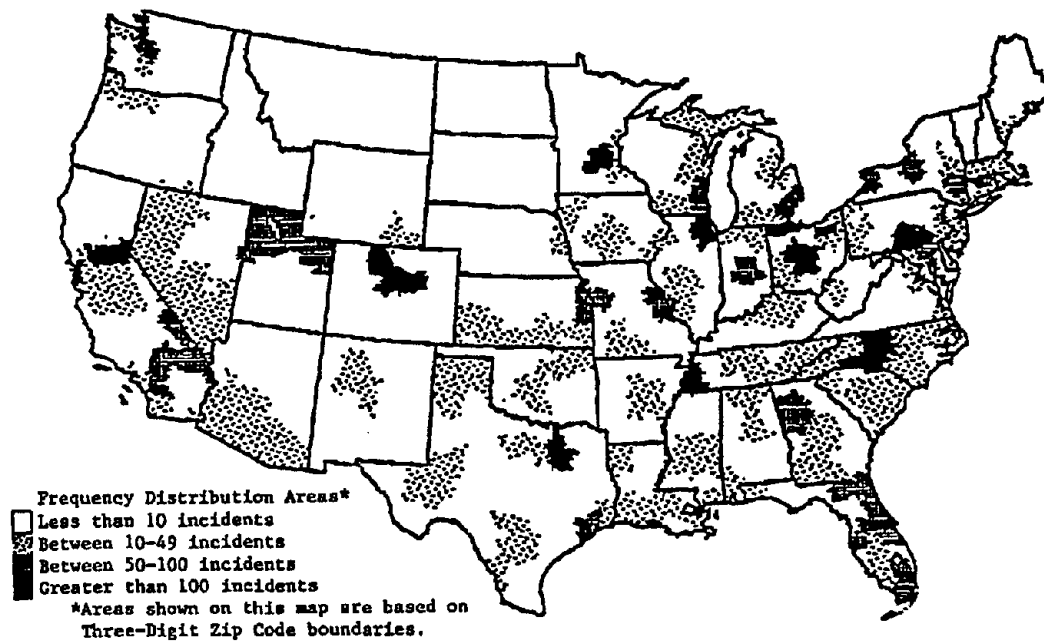 Frequency Distribution Areas*
Less than 10 incidents
Between 10-49 incidents
Between 50-100 incidents
Greater than 100 incidents
*Areas shown on this map are based on
Three-Digit Zip Code boundaries.